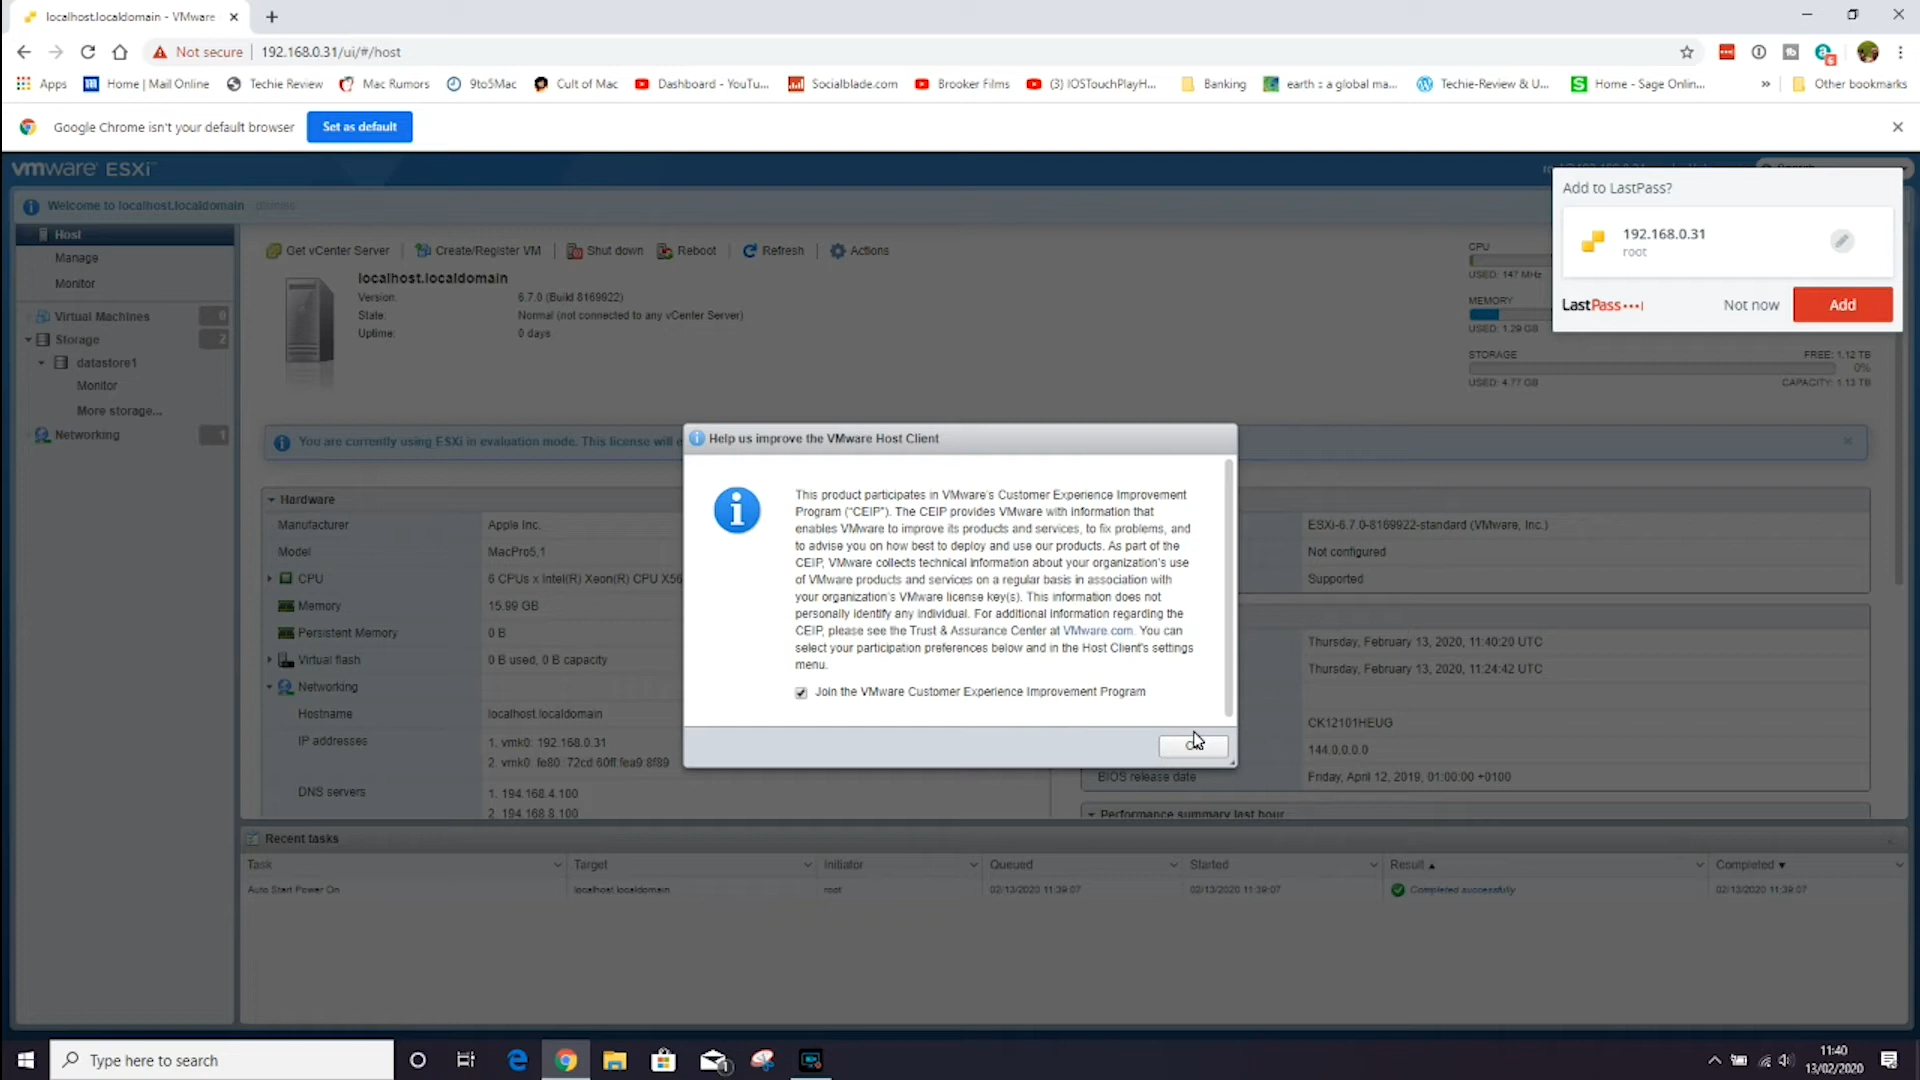 localhost.localdomain - VMware
Not secure
192.168.0.31/ui/#/host
Apps
Home | Mail Online
Techie Review
Mac Rumors
9to5Mac
Cult of Mac
Dashboard - YouTu...
Socialblade.com
Brooker Films
(3) IOSTouchPlayH...
Banking
earth :: a global ma...
Techie-Review & U...
Home - Sage Onlin...
»
Other bookmarks
Google Chrome isn't your default browser
Set as default
vmware ESXi™
Add to LastPass?
192.168.0.31
root
LastPass
Not now
Add
Welcome to localhost.localdomain
Host
Manage
Monitor
Virtual Machines 0
Storage 2
datastore1
Monitor
More storage...
Networking 1
Get vCenter Server
Create/Register VM
Shut down
Reboot
Refresh
Actions
localhost.localdomain
Version: 6.7.0 (Build 8169922)
State: Normal (not connected to any vCenter Server)
Uptime: 0 days
CPU
USED: 147 MHz
MEMORY
USED: 1.29 GB
STORAGE FREE: 1.12 TB
0%
USED: 4.77 GB CAPACITY: 1.13 TB
You are currently using ESXi in evaluation mode. This license will
Help us improve the VMware Host Client
This product participates in VMware's Customer Experience Improvement
Program ("CEIP"). The CEIP provides VMware with information that
enables VMware to improve its products and services, to fix problems, and
to advise you on how best to deploy and use our products. As part of the
CEIP, VMware collects technical information about your organization's use
of VMware products and services on a regular basis in association with
your organization's VMware license key(s). This information does not
personally identify any individual. For additional information regarding the
CEIP, please see the Trust & Assurance Center at VMware.com. You can
select your participation preferences below and in the Host Client's settings
menu.
Join the VMware Customer Experience Improvement Program
Hardware
Manufacturer Apple Inc.
Model MacPro5,1
CPU 6 CPUs x Intel(R) Xeon(R) CPU X56
Memory 15.99 GB
Persistent Memory 0 B
Virtual flash 0 B used, 0 B capacity
Networking
Hostname localhost.localdomain
IP addresses 1. vmk0: 192.168.0.31
2. vmk0: fe80::72cd:60ff:fea9:8f89
DNS servers 1. 194.168.4.100
2. 194.168.8.100
ESXi-6.7.0-8169922-standard (VMware, Inc.)
Not configured
Supported
Thursday, February 13, 2020, 11:40:20 UTC
Thursday, February 13, 2020, 11:24:42 UTC
CK12101HEUG
144.0.0.0.0
BIOS release date Friday, April 12, 2019, 01:00:00 +0100
Performance summary last hour
Recent tasks
Task Target Initiator Queued Started Result Completed
Auto Start Power On localhost.localdomain root 02/13/2020 11:39:07 02/13/2020 11:39:07 Completed successfully 02/13/2020 11:39:07
Type here to search
11:40
13/02/2020